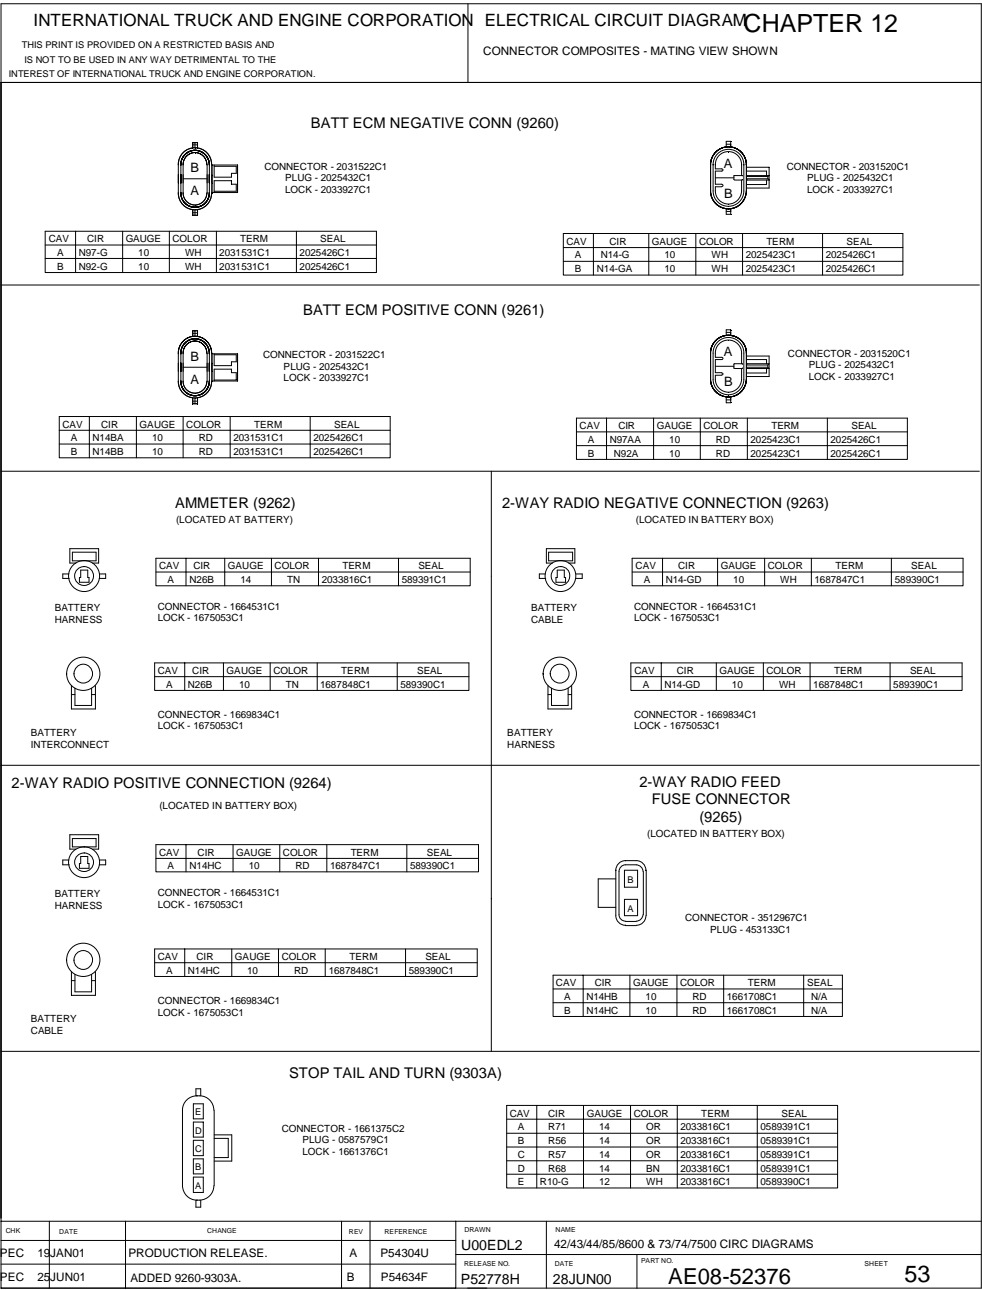 INTERNATIONAL TRUCK AND ENGINE CORPORATION
THIS PRINT IS PROVIDED ON A RESTRICTED BASIS AND
IS NOT TO BE USED IN ANY WAY DETRIMENTAL TO THE
INTEREST OF INTERNATIONAL TRUCK AND ENGINE CORPORATION.
ELECTRICAL CIRCUIT DIAGRAM CHAPTER 12
CONNECTOR COMPOSITES - MATING VIEW SHOWN
BATT ECM NEGATIVE CONN (9260)
B
A
CONNECTOR - 2031522C1
PLUG - 2025432C1
LOCK - 2033927C1
CAV CIR GAUGE COLOR TERM SEAL
A N97-G 10 WH 2031531C1 2025426C1
B N92-G 10 WH 2031531C1 2025426C1
A
B
CONNECTOR - 2031520C1
PLUG - 2025432C1
LOCK - 2033927C1
CAV CIR GAUGE COLOR TERM SEAL
A N14-G 10 WH 2025423C1 2025426C1
B N14-GA 10 WH 2025423C1 2025426C1
BATT ECM POSITIVE CONN (9261)
B
A
CONNECTOR - 2031522C1
PLUG - 2025432C1
LOCK - 2033927C1
CAV CIR GAUGE COLOR TERM SEAL
A N14BA 10 RD 2031531C1 2025426C1
B N14BB 10 RD 2031531C1 2025426C1
A
B
CONNECTOR - 2031520C1
PLUG - 2025432C1
LOCK - 2033927C1
CAV CIR GAUGE COLOR TERM SEAL
A N97AA 10 RD 2025423C1 2025426C1
B N92A 10 RD 2025423C1 2025426C1
AMMETER (9262)
(LOCATED AT BATTERY)
BATTERY
HARNESS
CAV CIR GAUGE COLOR TERM SEAL
A N26B 14 TN 2033816C1 589391C1
CONNECTOR - 1664531C1
LOCK - 1675053C1
CAV CIR GAUGE COLOR TERM SEAL
A N26B 10 TN 1687848C1 589390C1
CONNECTOR - 1669834C1
LOCK - 1675053C1
BATTERY
INTERCONNECT
2-WAY RADIO NEGATIVE CONNECTION (9263)
(LOCATED IN BATTERY BOX)
BATTERY
CABLE
CAV CIR GAUGE COLOR TERM SEAL
A N14-GD 10 WH 1687847C1 589390C1
CONNECTOR - 1664531C1
LOCK - 1675053C1
CAV CIR GAUGE COLOR TERM SEAL
A N14-GD 10 WH 1687848C1 589390C1
CONNECTOR - 1669834C1
LOCK - 1675053C1
BATTERY
HARNESS
2-WAY RADIO POSITIVE CONNECTION (9264)
(LOCATED IN BATTERY BOX)
BATTERY
HARNESS
CAV CIR GAUGE COLOR TERM SEAL
A N14HC 10 RD 1687847C1 589390C1
CONNECTOR - 1664531C1
LOCK - 1675053C1
CAV CIR GAUGE COLOR TERM SEAL
A N14HC 10 RD 1687848C1 589390C1
CONNECTOR - 1669834C1
LOCK - 1675053C1
BATTERY
CABLE
2-WAY RADIO FEED
FUSE CONNECTOR
(9265)
(LOCATED IN BATTERY BOX)
B
A
CONNECTOR - 3512967C1
PLUG - 453133C1
CAV CIR GAUGE COLOR TERM SEAL
A N14HB 10 RD 1661708C1 N/A
B N14HC 10 RD 1661708C1 N/A
STOP TAIL AND TURN (9303A)
E
D
C
B
A
CONNECTOR - 1661375C2
PLUG - 0587579C1
LOCK - 1661376C1
CAV CIR GAUGE COLOR TERM SEAL
A R71 14 OR 2033816C1 0589391C1
B R56 14 OR 2033816C1 0589391C1
C R57 14 OR 2033816C1 0589391C1
D R68 14 BN 2033816C1 0589391C1
E R10-G 12 WH 2033816C1 0589390C1
CHK DATE CHANGE REV REFERENCE
PEC 19JAN01 PRODUCTION RELEASE. A P54304U
PEC 25JUN01 ADDED 9260-9303A. B P54634F
DRAWN
U00EDL2
NAME
42/43/44/85/8600 & 73/74/7500 CIRC DIAGRAMS
RELEASE NO.
P52778H
DATE
28JUN00
PART NO.
AE08-52376
SHEET 53